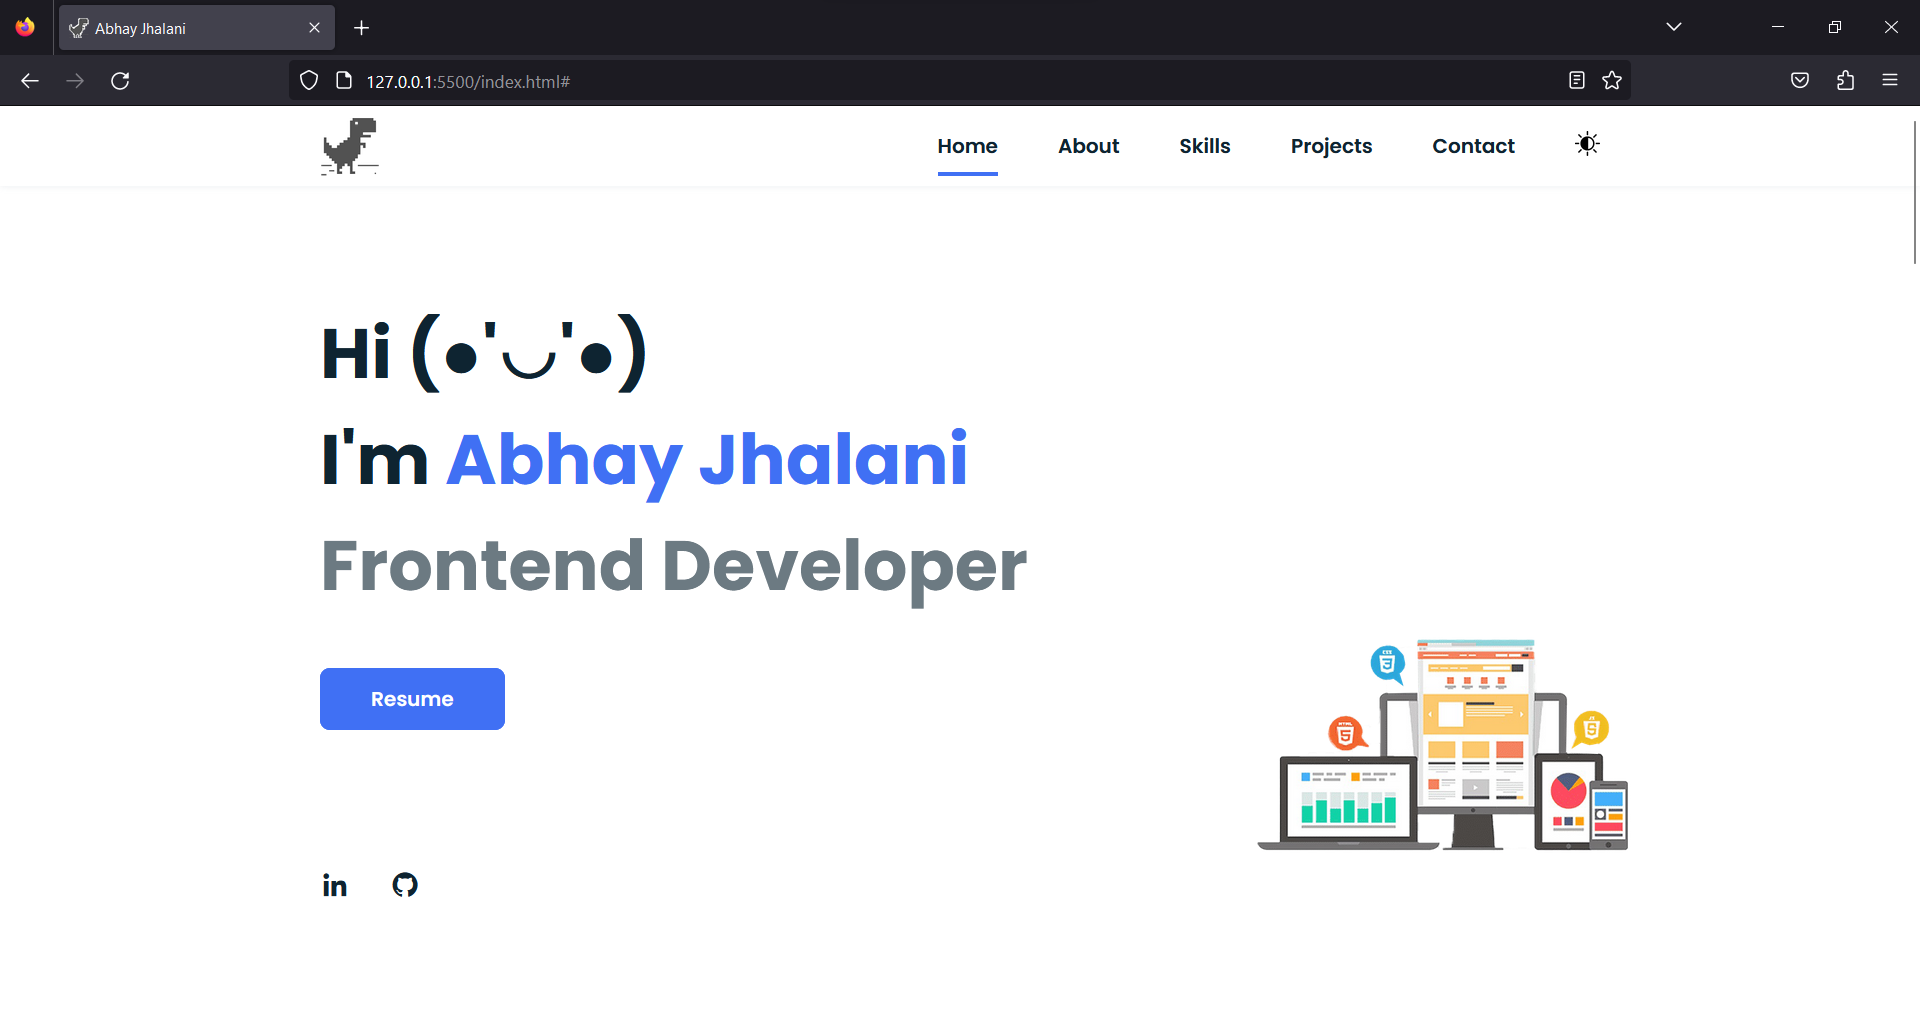 Abhay Jhalani
127.0.0.1:5500/index.html#
Home About Skills Projects Contact
Hi (●'◡'●)
I'm Abhay Jhalani
Frontend Developer
Resume
in